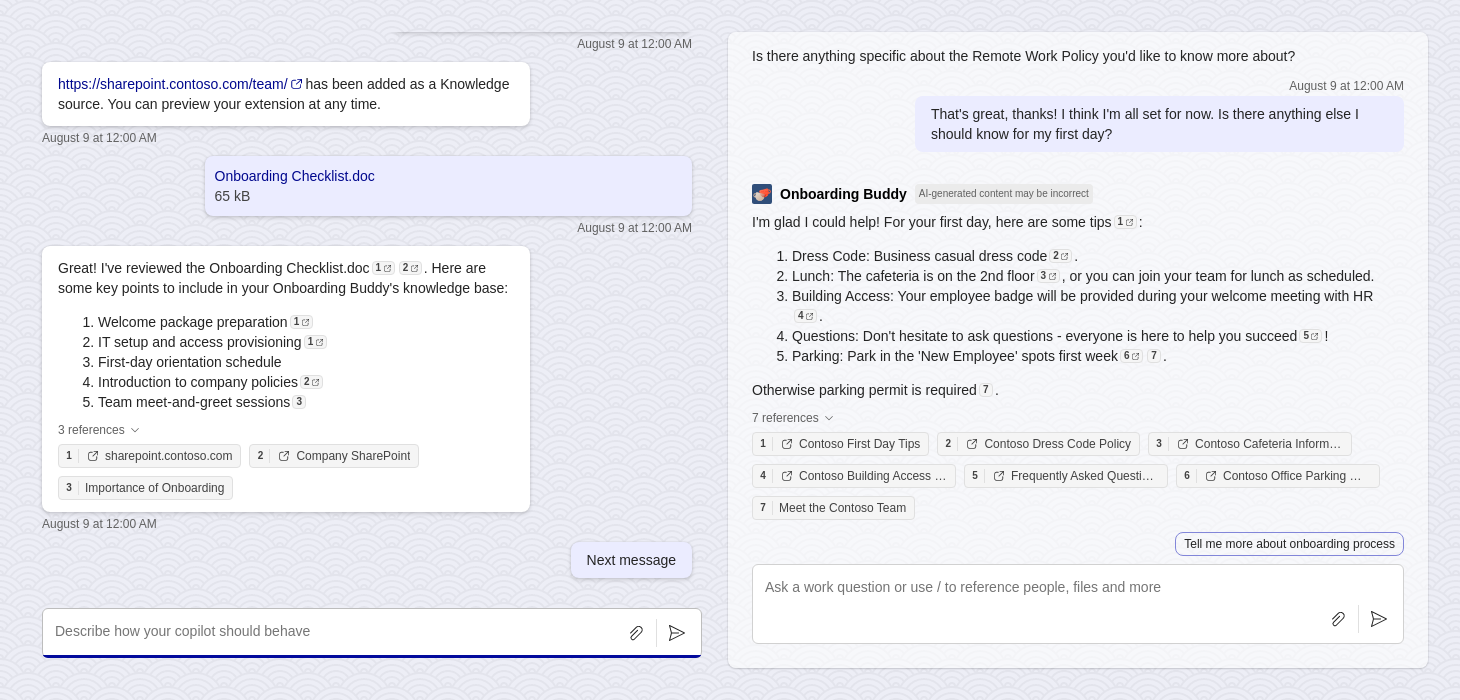 August 9 at 12:00 AM
https://sharepoint.contoso.com/team/ has been added as a Knowledge
source. You can preview your extension at any time.
August 9 at 12:00 AM
Onboarding Checklist.doc
65 kB
August 9 at 12:00 AM
Great! I've reviewed the Onboarding Checklist.doc 1 2 . Here are
some key points to include in your Onboarding Buddy's knowledge base:
1. Welcome package preparation 1
2. IT setup and access provisioning 1
3. First-day orientation schedule
4. Introduction to company policies 2
5. Team meet-and-greet sessions 3
3 references
1 sharepoint.contoso.com 2 Company SharePoint
3 Importance of Onboarding
August 9 at 12:00 AM
Next message
Describe how your copilot should behave
Is there anything specific about the Remote Work Policy you'd like to know more about?
August 9 at 12:00 AM
That's great, thanks! I think I'm all set for now. Is there anything else I
should know for my first day?
Onboarding Buddy AI-generated content may be incorrect
I'm glad I could help! For your first day, here are some tips 1 :
1. Dress Code: Business casual dress code 2 .
2. Lunch: The cafeteria is on the 2nd floor 3 , or you can join your team for lunch as scheduled.
3. Building Access: Your employee badge will be provided during your welcome meeting with HR
4 .
4. Questions: Don't hesitate to ask questions - everyone is here to help you succeed 5 !
5. Parking: Park in the 'New Employee' spots first week 6 7 .
Otherwise parking permit is required 7 .
7 references
1 Contoso First Day Tips 2 Contoso Dress Code Policy 3 Contoso Cafeteria Inform…
4 Contoso Building Access … 5 Frequently Asked Questi… 6 Contoso Office Parking …
7 Meet the Contoso Team
Tell me more about onboarding process
Ask a work question or use / to reference people, files and more